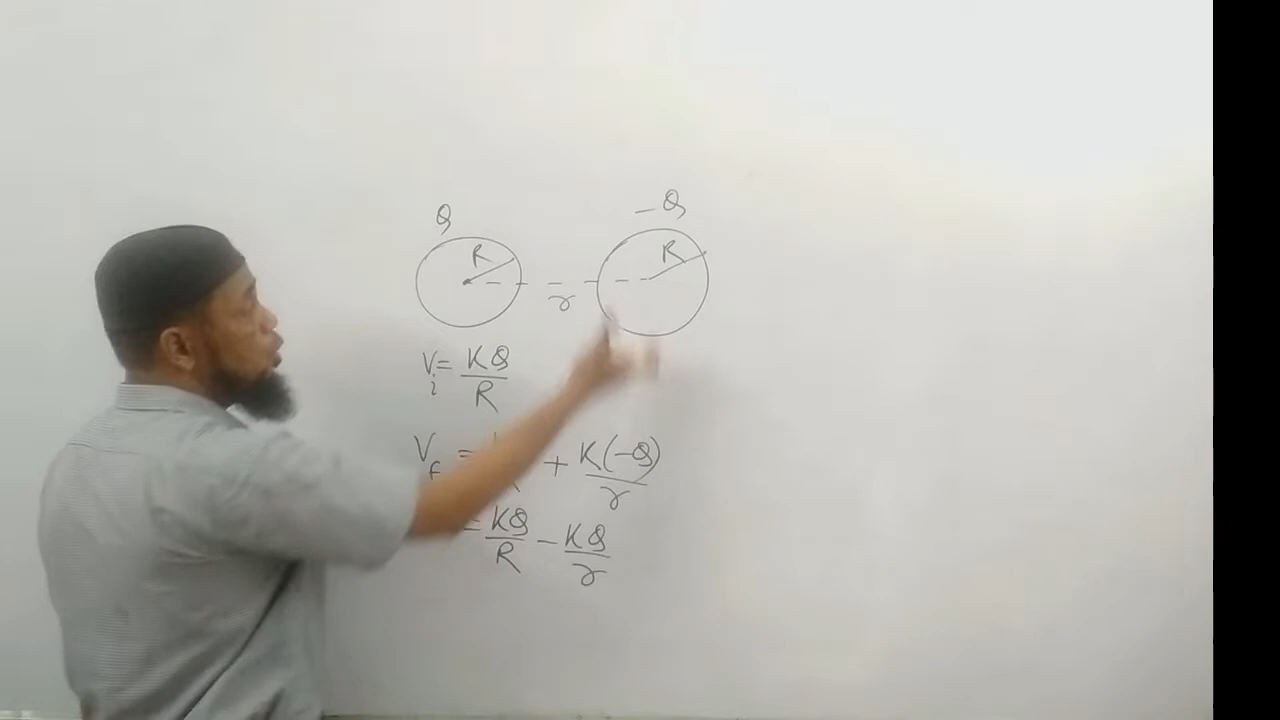 Q -Q
R R
r
V_i = KQ/R
V_f = + K(-Q)/r
= KQ/R - KQ/r